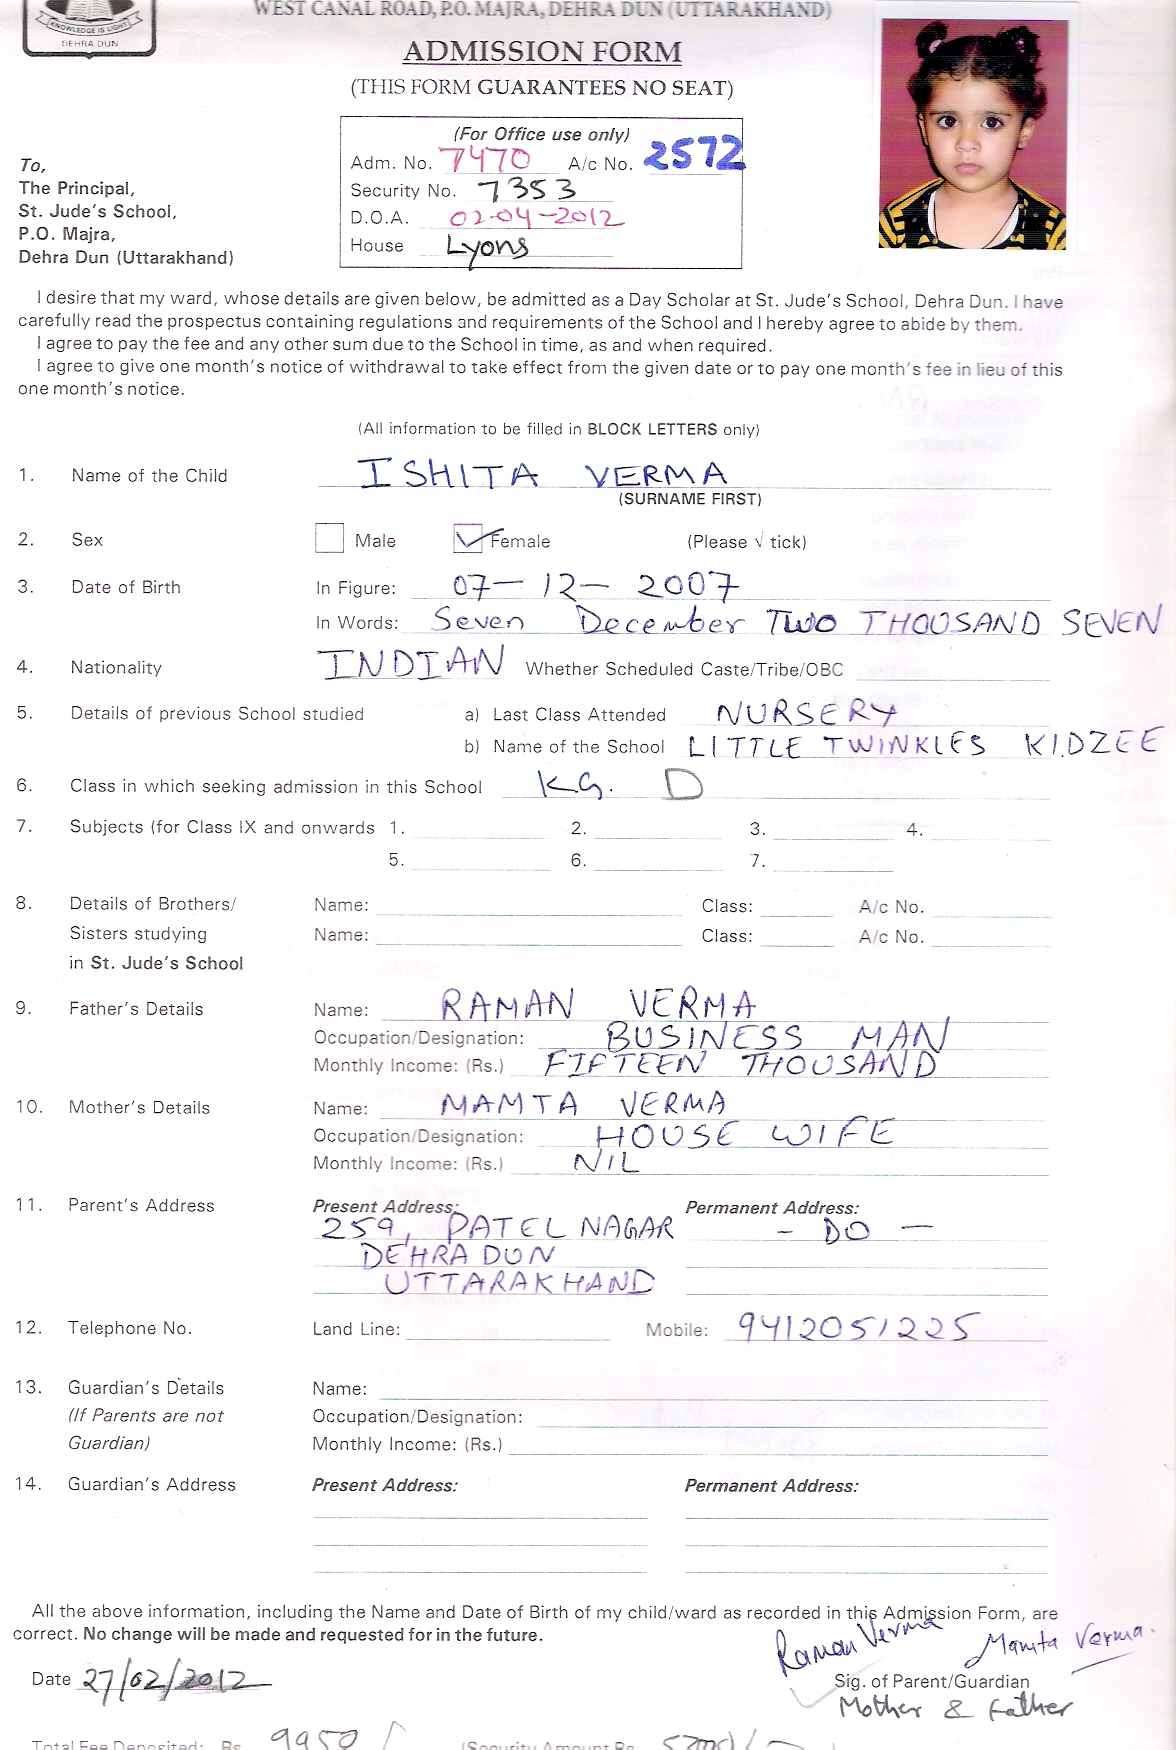 KNOWLEDGE IS LIGHT
DEHRA DUN
WEST CANAL ROAD, P.O. MAJRA, DEHRA DUN (UTTARAKHAND)
ADMISSION FORM
(THIS FORM GUARANTEES NO SEAT)
(For Office use only)
Adm. No. 7470 A/c No. 2572
Security No. 7353
D.O.A. 02-04-2012
House Lyons
To,
The Principal,
St. Jude's School,
P.O. Majra,
Dehra Dun (Uttarakhand)
I desire that my ward, whose details are given below, be admitted as a Day Scholar at St. Jude's School, Dehra Dun. I have
carefully read the prospectus containing regulations and requirements of the School and I hereby agree to abide by them.
I agree to pay the fee and any other sum due to the School in time, as and when required.
I agree to give one month's notice of withdrawal to take effect from the given date or to pay one month's fee in lieu of this
one month's notice.
(All information to be filled in BLOCK LETTERS only)
1. Name of the Child ISHITA VERMA
(SURNAME FIRST)
2. Sex Male Female (Please √ tick)
3. Date of Birth In Figure: 07- 12- 2007
In Words: Seven December TWO THOUSAND SEVEN
4. Nationality INDIAN Whether Scheduled Caste/Tribe/OBC
5. Details of previous School studied a) Last Class Attended NURSERY
b) Name of the School LITTLE TWINKLES KIDZEE
6. Class in which seeking admission in this School KG. D
7. Subjects (for Class IX and onwards 1. 2. 3. 4.
5. 6. 7.
8. Details of Brothers/ Name: Class: A/c No.
Sisters studying Name: Class: A/c No.
in St. Jude's School
9. Father's Details Name: RAMAN VERMA
Occupation/Designation: BUSINESS MAN
Monthly Income: (Rs.) FIFTEEN THOUSAND
10. Mother's Details Name: MAMTA VERMA
Occupation/Designation: HOUSE WIFE
Monthly Income: (Rs.) NIL
11. Parent's Address Present Address: Permanent Address:
259, PATEL NAGAR - DO -
DEHRA DUN
UTTARAKHAND
12. Telephone No. Land Line: Mobile: 9412051225
13. Guardian's Details Name:
(If Parents are not Occupation/Designation:
Guardian) Monthly Income: (Rs.)
14. Guardian's Address Present Address: Permanent Address:
All the above information, including the Name and Date of Birth of my child/ward as recorded in this Admission Form, are
correct. No change will be made and requested for in the future.
Raman Verma Mamta Verma.
Date 27/02/2012 Sig. of Parent/Guardian
Mother & Father
Total Fee Deposited: Rs. 9950/ (Security Amount Rs.